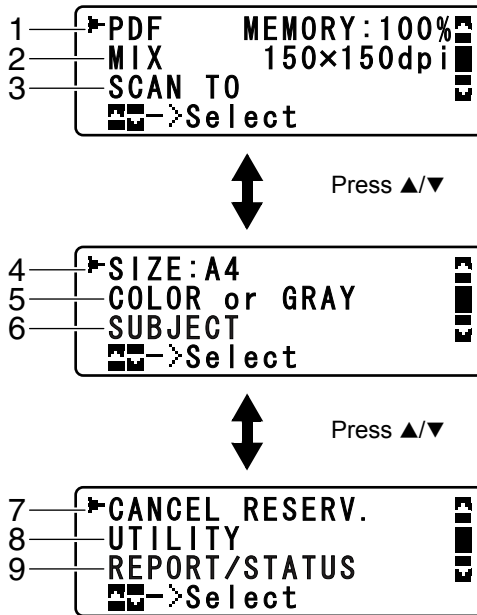 1 PDF MEMORY:100%
2 MIX 150×150dpi
3 SCAN TO
->Select
Press ▲/▼
4 SIZE:A4
5 COLOR or GRAY
6 SUBJECT
->Select
Press ▲/▼
7 CANCEL RESERV.
8 UTILITY
9 REPORT/STATUS
->Select